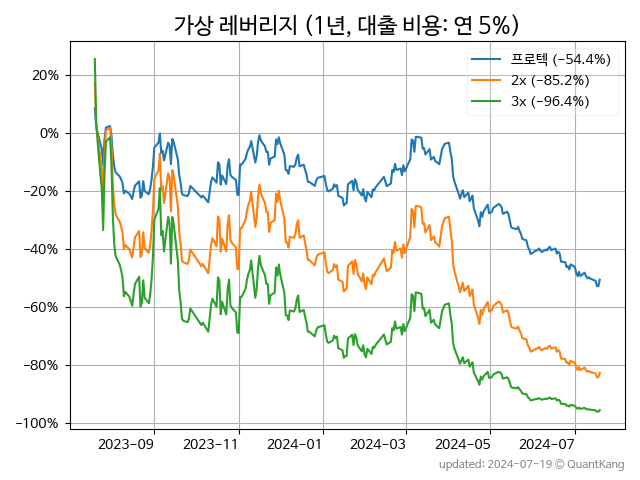 가상 레버리지 (1년, 대출 비용: 연 5%)
프로텍 (−54.4%)
2x (−85.2%)
3x (−96.4%)
20%
0%
−20%
−40%
−60%
−80%
−100%
2023-09 2023-11 2024-01 2024-03 2024-05 2024-07
updated: 2024-07-19 © QuantKang